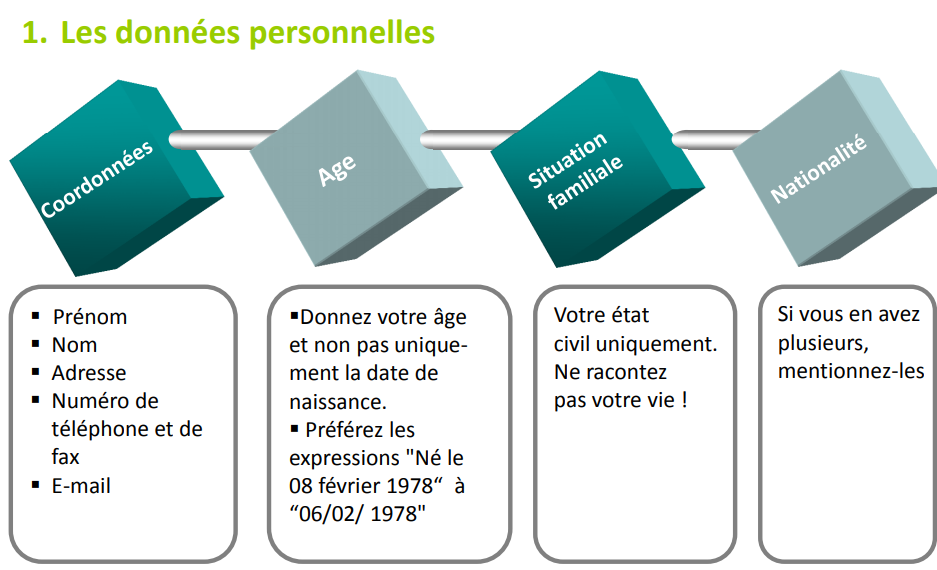 1. Les données personnelles
Coordonnées
Age
Situation
familiale
Nationalité
▪ Prénom
▪ Nom
▪ Adresse
▪ Numéro de
téléphone et de
fax
▪ E-mail
▪Donnez votre âge
et non pas unique-
ment la date de
naissance.
▪ Préférez les
expressions "Né le
08 février 1978“ à
“06/02/ 1978"
Votre état
civil uniquement.
Ne racontez
pas votre vie !
Si vous en avez
plusieurs,
mentionnez-les